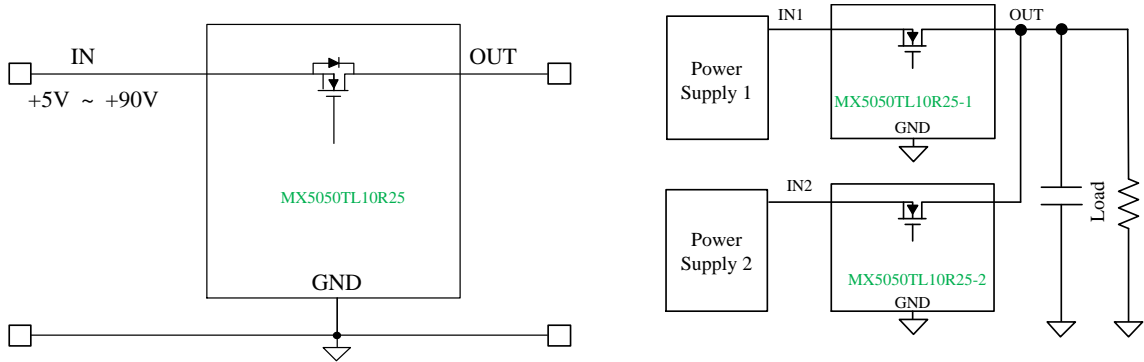 IN
OUT
+5V ~ +90V
MX5050TL10R25
GND
Power
Supply 1
IN1
OUT
MX5050TL10R25-1
GND
Power
Supply 2
IN2
MX5050TL10R25-2
GND
Load